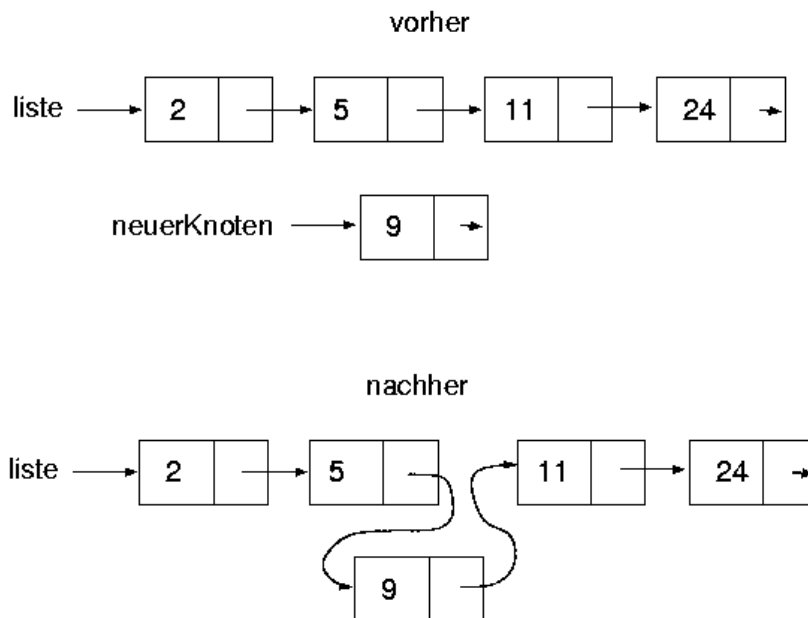 vorher
liste 2 5 11 24
neuerKnoten 9
nachher
liste 2 5 11 24
9